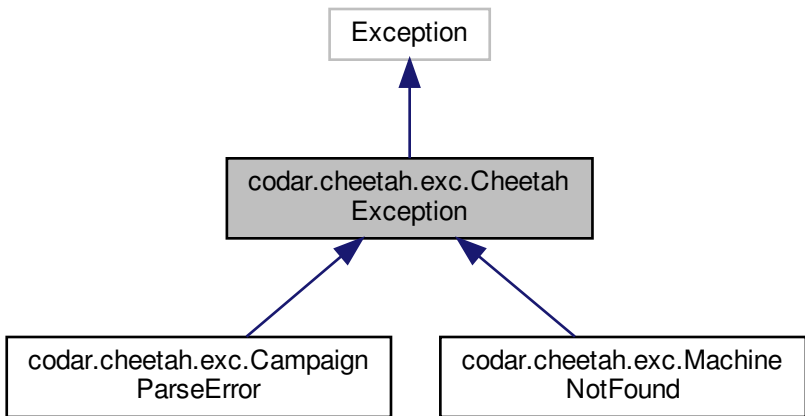 Exception
codar.cheetah.exc.Cheetah
Exception
codar.cheetah.exc.Campaign
ParseError
codar.cheetah.exc.Machine
NotFound